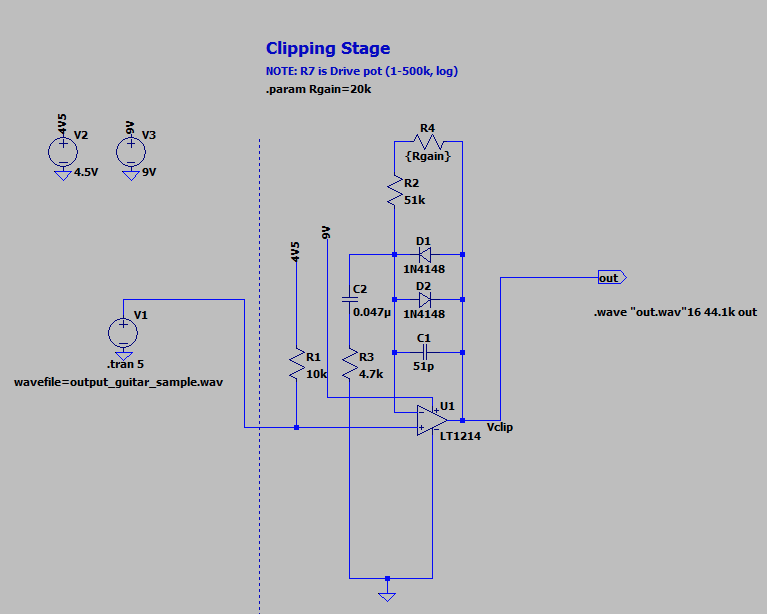 Clipping Stage
NOTE: R7 is Drive pot (1-500k, log)
.param Rgain=20k
4V5
V2
4.5V
9V
V3
9V
R4
{Rgain}
R2
51k
4V5
9V
D1
1N4148
D2
1N4148
C2
0.047µ
C1
51p
V1
.tran 5
wavefile=output_guitar_sample.wav
R1
10k
R3
4.7k
U1
LT1214
Vclip
out
.wave "out.wav"16 44.1k out